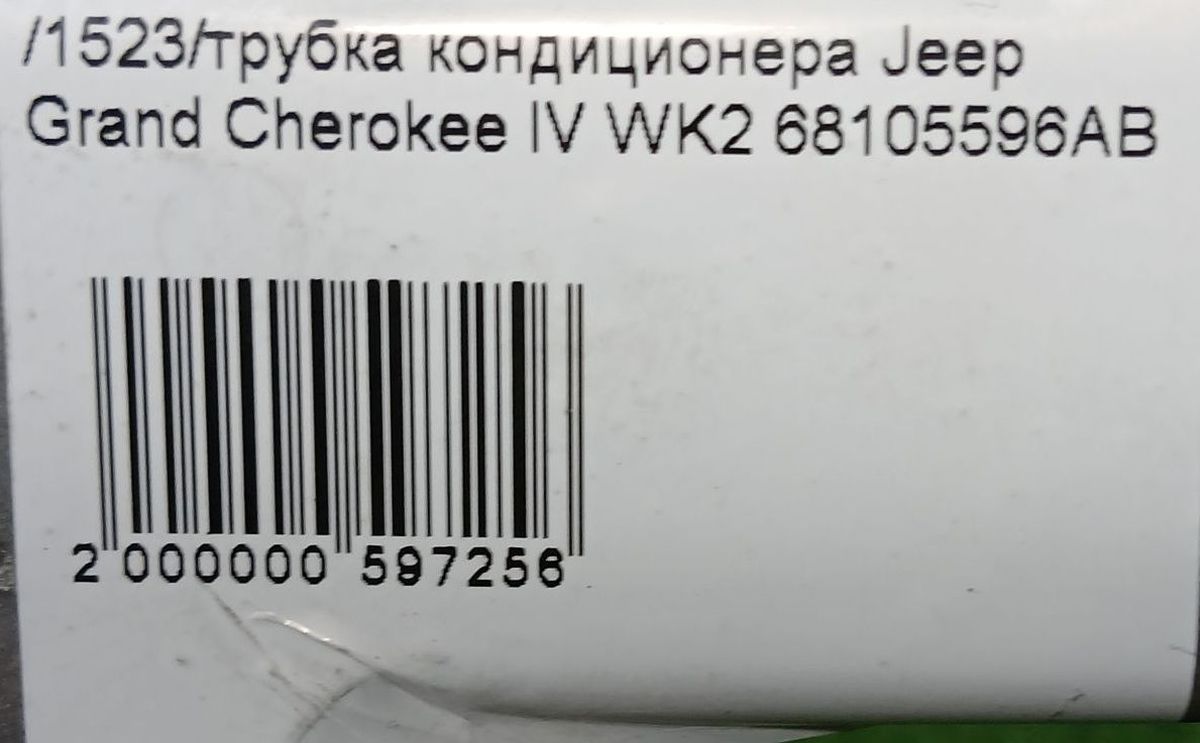 /1523/трубка кондиционера Jeep
Grand Cherokee IV WK2 68105596AB
2 000000 597256